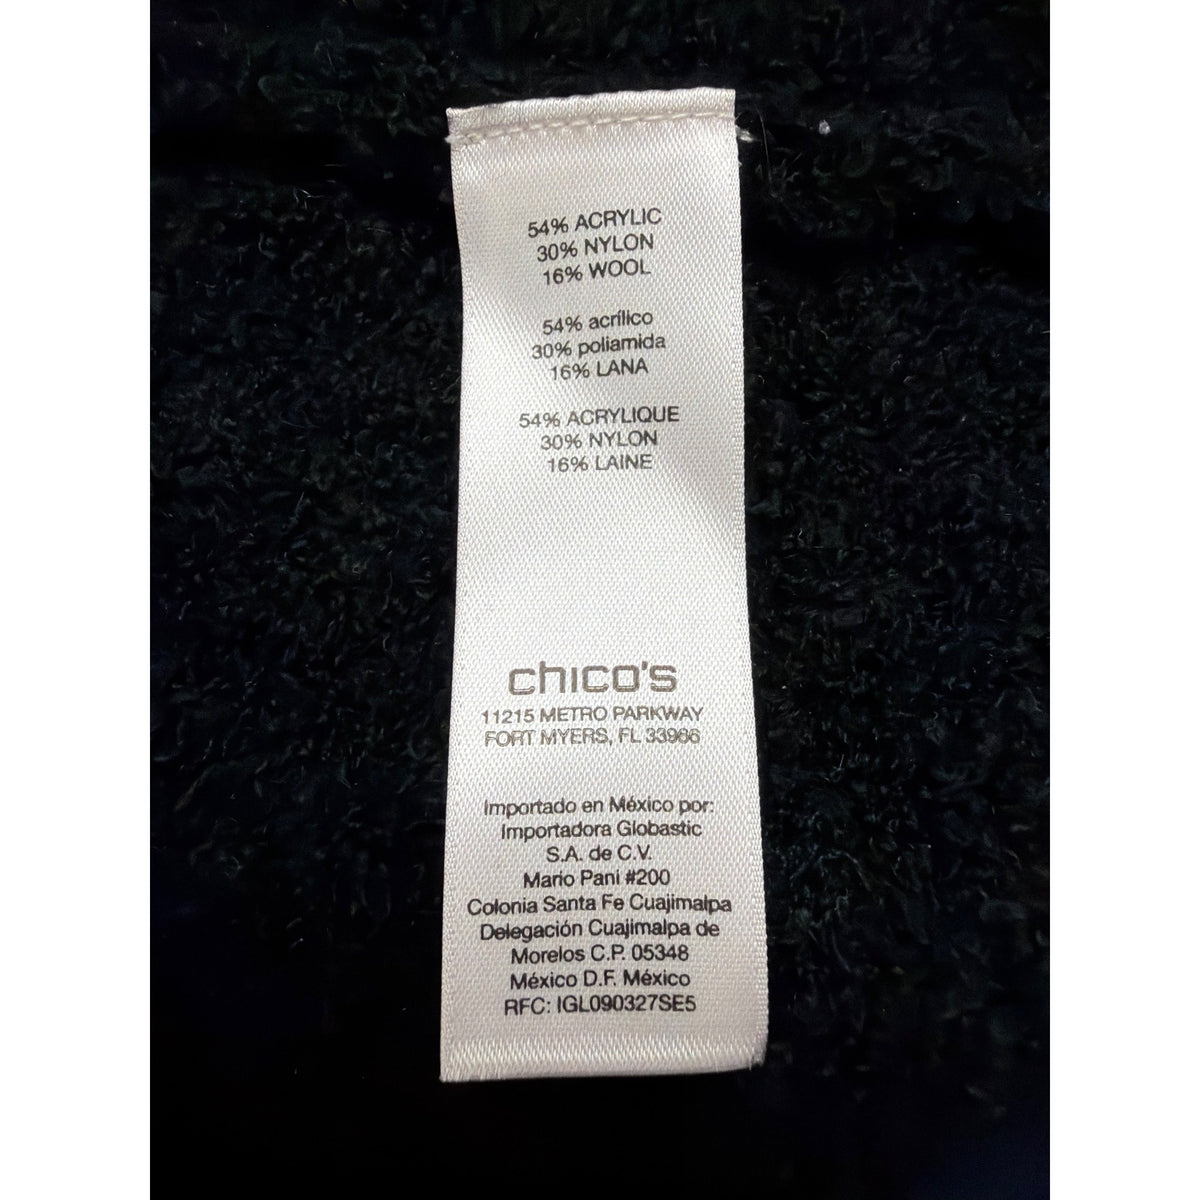 54% ACRYLIC
30% NYLON
16% WOOL
54% acrílico
30% poliamida
16% LANA
54% ACRYLIQUE
30% NYLON
16% LAINE
chico's
11215 METRO PARKWAY
FORT MYERS, FL 33966
Importado en México por:
Importadora Globastic
S.A. de C.V.
Mario Pani #200
Colonia Santa Fe Cuajimalpa
Delegación Cuajimalpa de
Morelos C.P. 05348
México D.F. México
RFC: IGL090327SE5